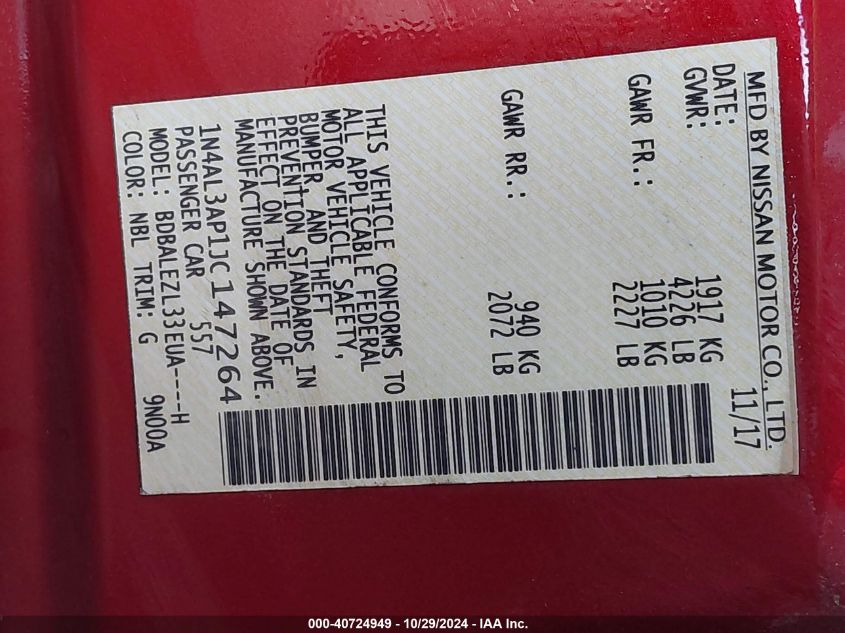 MFD BY NISSAN MOTOR CO., LTD.
DATE: 11/17
GVWR: 1917 KG
4226 LB
GAWR FR.: 1010 KG
2227 LB
GAWR RR.: 940 KG
2072 LB
THIS VEHICLE CONFORMS TO
ALL APPLICABLE FEDERAL
MOTOR VEHICLE SAFETY,
BUMPER, AND THEFT
PREVENTION STANDARDS IN
EFFECT ON THE DATE OF
MANUFACTURE SHOWN ABOVE.
1N4AL3AP1JC147264
PASSENGER CAR 557
MODEL: BDBALEZL33EUA----H
COLOR: NBL TRIM: G 9N00A
000-40724949 - 10/29/2024 - IAA Inc.